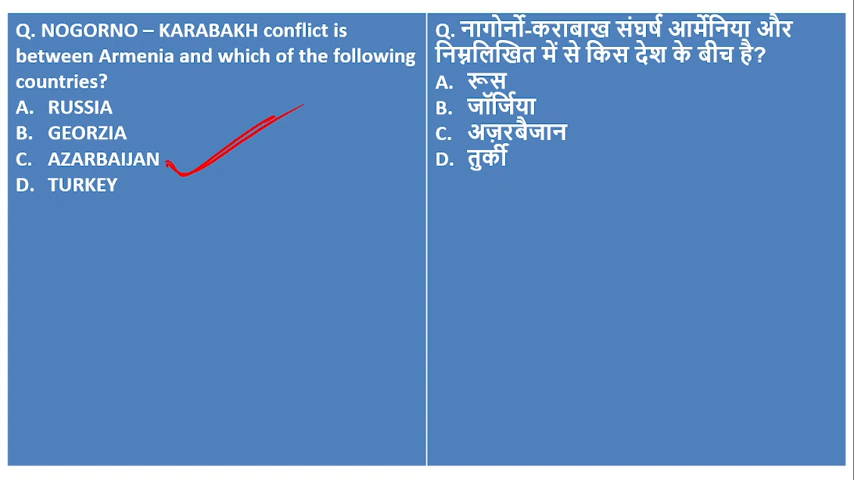 Q. NOGORNO – KARABAKH conflict is
between Armenia and which of the following
countries?
A. RUSSIA
B. GEORZIA
C. AZARBAIJAN
D. TURKEY
Q. नागोर्नो-कराबाख संघर्ष आर्मेनिया और
निम्नलिखित में से किस देश के बीच है?
A. रूस
B. जॉर्जिया
C. अज़रबैजान
D. तुर्की